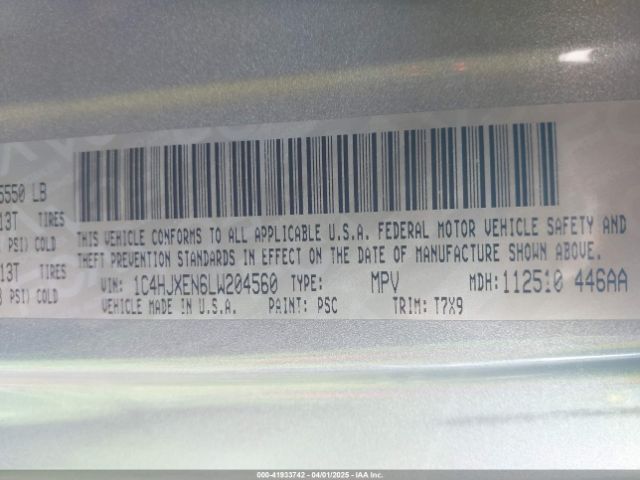 5550 LB
13T TIRES
PSI) COLD
13T TIRES
PSI) COLD
THIS VEHICLE CONFORMS TO ALL APPLICABLE U.S.A. FEDERAL MOTOR VEHICLE SAFETY AND
THEFT PREVENTION STANDARDS IN EFFECT ON THE DATE OF MANUFACTURE SHOWN ABOVE.
VIN: 1C4HJXEN6LW204560 TYPE: MPV MDH: 112510 446AA
VEHICLE MADE IN U.S.A. PAINT: PSC TRIM: T7X9
000-41933742 - 04/01/2025 - IAA Inc.